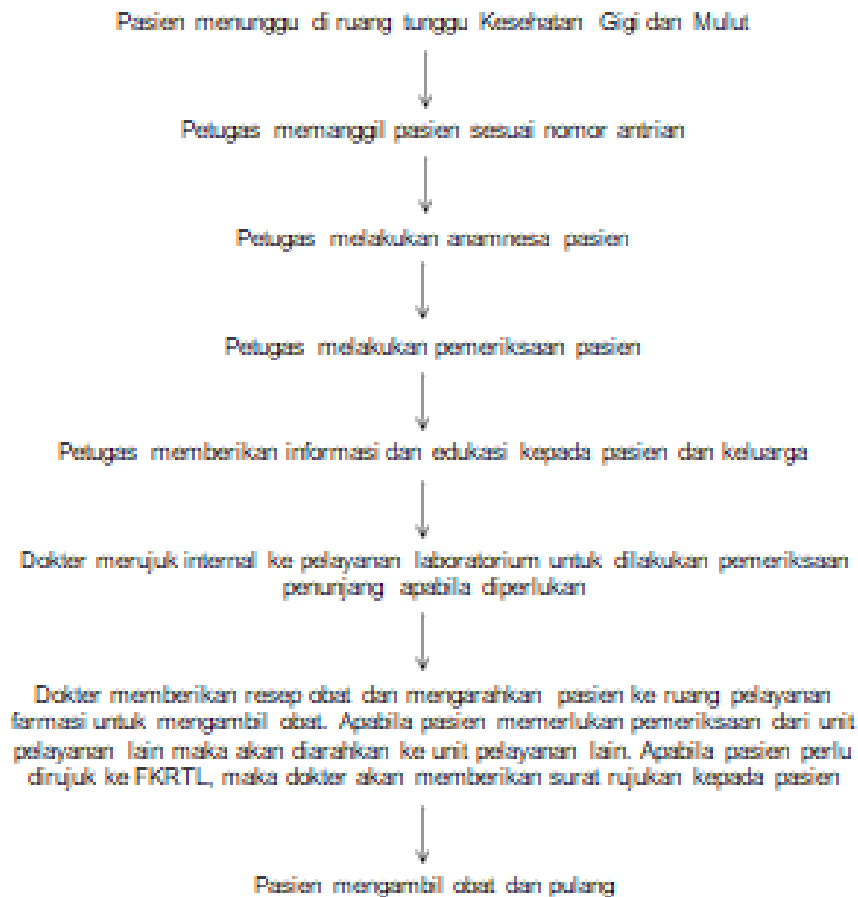 Pasien menunggu di ruang tunggu Kesehatan Gigi dan Mulut
Petugas memanggil pasien sesuai nomor antrian
Petugas melakukan anamnesa pasien
Petugas melakukan pemeriksaan pasien
Petugas memberikan informasi dan edukasi kepada pasien dan keluarga
Dokter merujuk internal ke pelayanan laboratorium untuk dilakukan pemeriksaan
penunjang apabila diperlukan
Dokter memberikan resep obat dan mengarahkan pasien ke ruang pelayanan
farmasi untuk mengambil obat. Apabila pasien memerlukan pemeriksaan dari unit
pelayanan lain maka akan diarahkan ke unit pelayanan lain. Apabila pasien perlu
dirujuk ke FKRTL, maka dokter akan memberikan surat rujukan kepada pasien
Pasien mengambil obat dan pulang